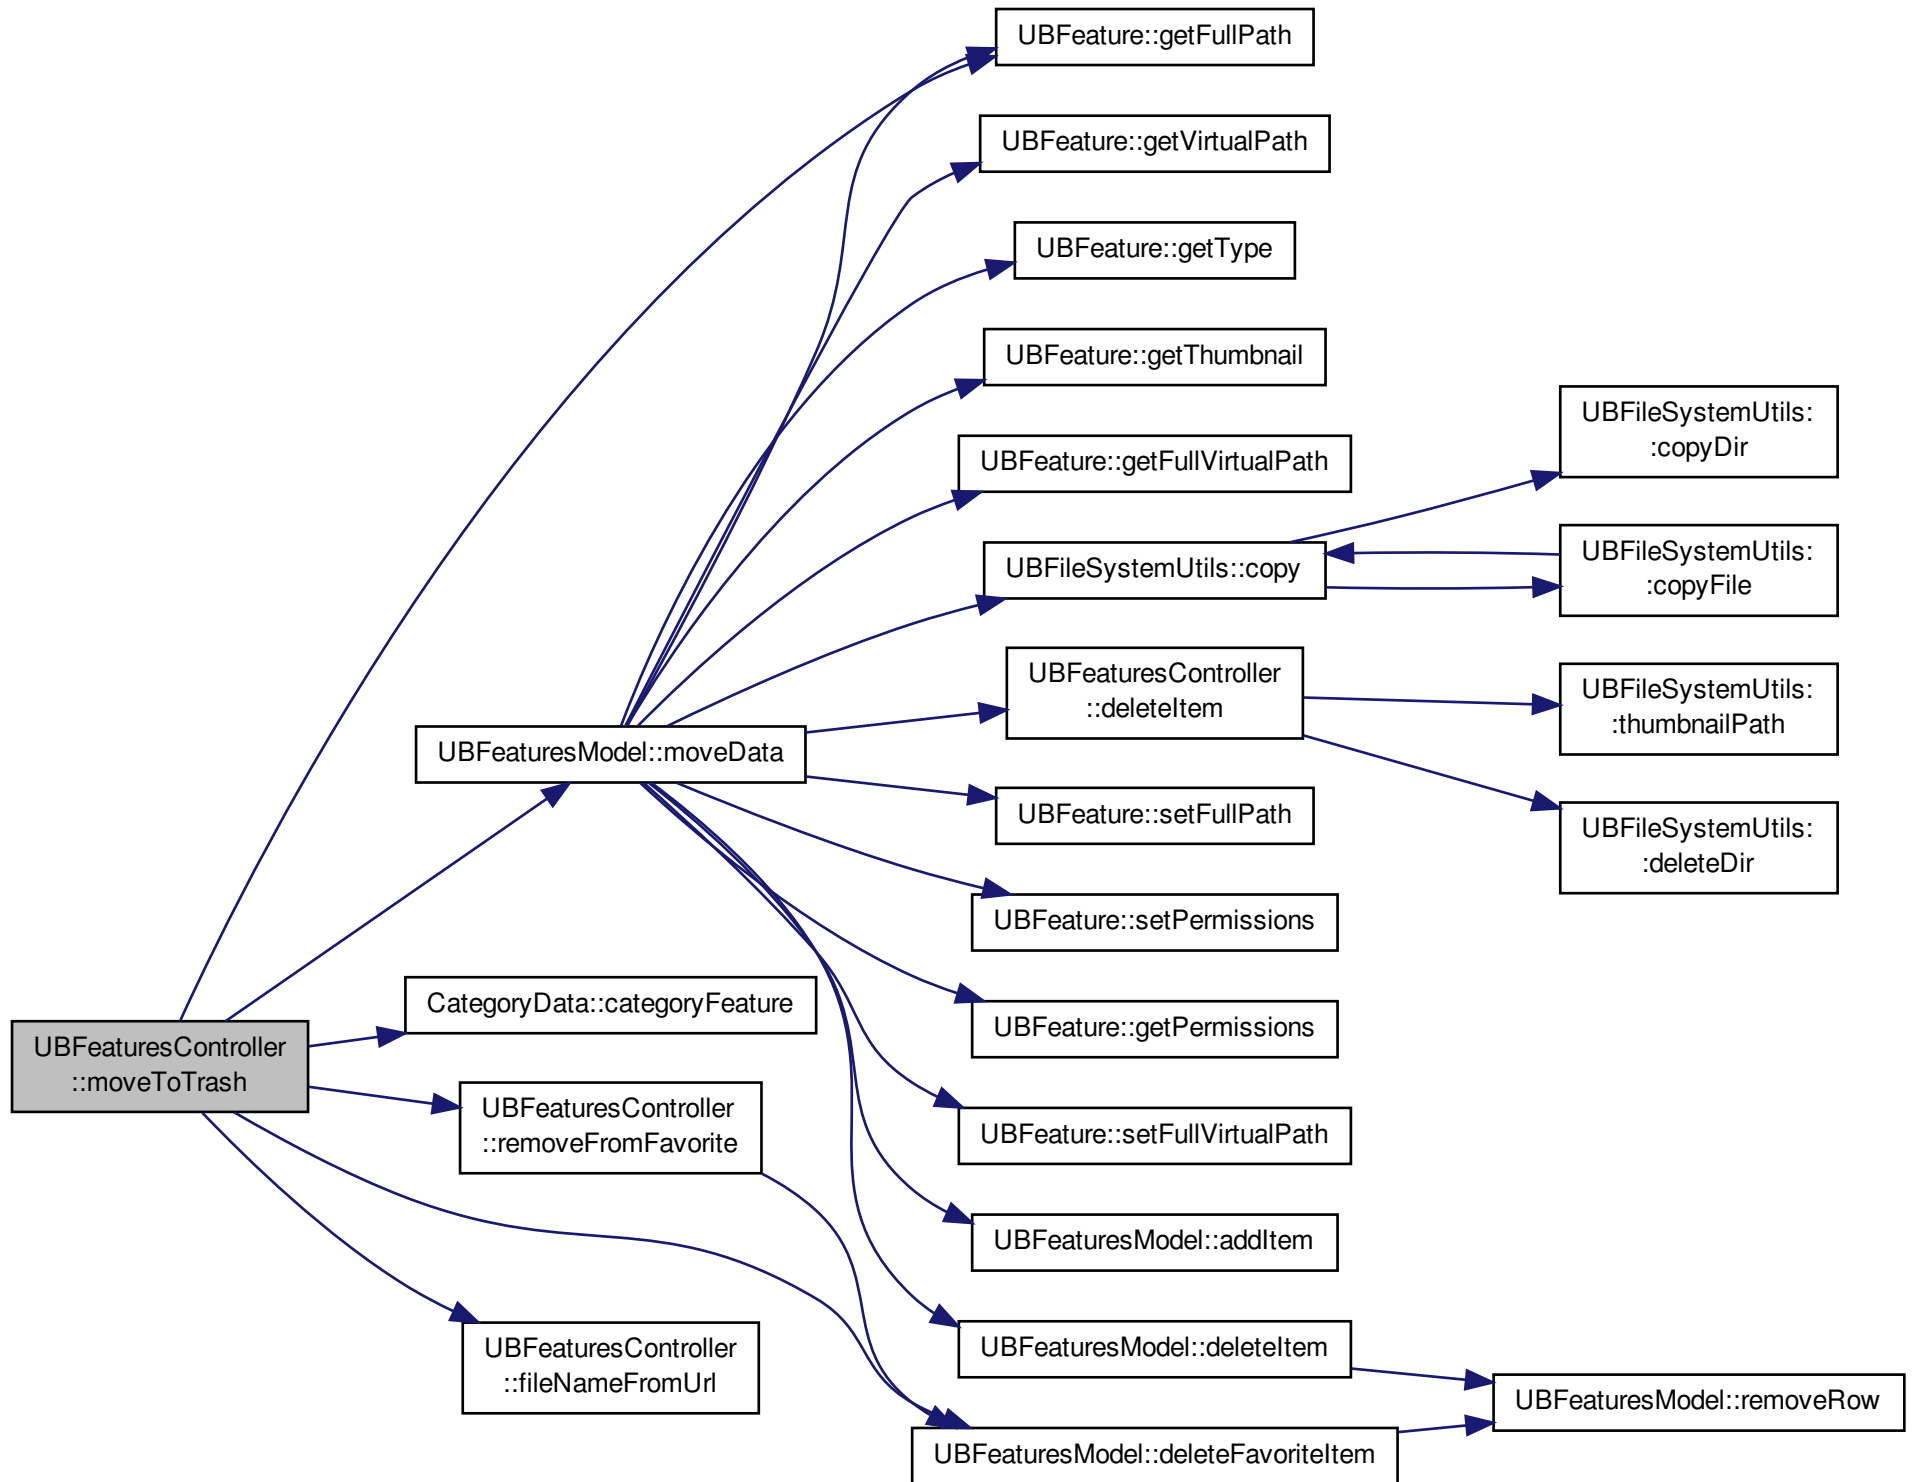 UBFeature::getFullPath
UBFeature::getVirtualPath
UBFeature::getType
UBFeature::getThumbnail
UBFeature::getFullVirtualPath
UBFileSystemUtils:
:copyDir
UBFileSystemUtils::copy
UBFileSystemUtils:
:copyFile
UBFeaturesController
::deleteItem
UBFileSystemUtils:
:thumbnailPath
UBFeaturesModel::moveData
UBFeature::setFullPath
UBFileSystemUtils:
:deleteDir
UBFeature::setPermissions
CategoryData::categoryFeature
UBFeature::getPermissions
UBFeaturesController
::moveToTrash
UBFeaturesController
::removeFromFavorite
UBFeature::setFullVirtualPath
UBFeaturesModel::addItem
UBFeaturesController
::fileNameFromUrl
UBFeaturesModel::deleteItem
UBFeaturesModel::removeRow
UBFeaturesModel::deleteFavoriteItem